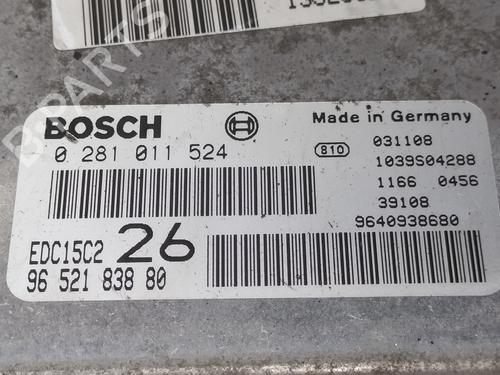 BOSCH
Made in Germany
0 281 011 524
810
031108
1039S04288
1166 0456
39108
9640938680
EDC15C2 26
96 521 838 80